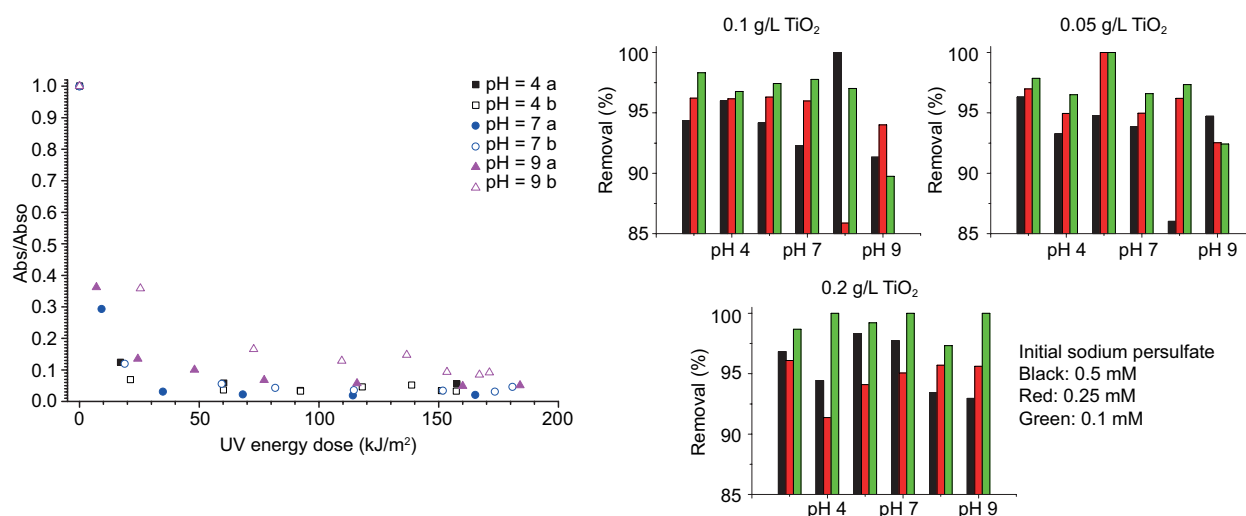 1.0
0.9
0.8
0.7
0.6
0.5
0.4
0.3
0.2
0.1
0.0
Abs/Abso
0
50
100
150
200
UV energy dose (kJ/m²)
pH = 4 a
pH = 4 b
pH = 7 a
pH = 7 b
pH = 9 a
pH = 9 b
0.1 g/L TiO₂
100
95
90
85
Removal (%)
pH 4 pH 7 pH 9
0.05 g/L TiO₂
100
95
90
85
Removal (%)
pH 4 pH 7 pH 9
0.2 g/L TiO₂
100
95
90
85
Removal (%)
pH 4 pH 7 pH 9
Initial sodium persulfate
Black: 0.5 mM
Red: 0.25 mM
Green: 0.1 mM